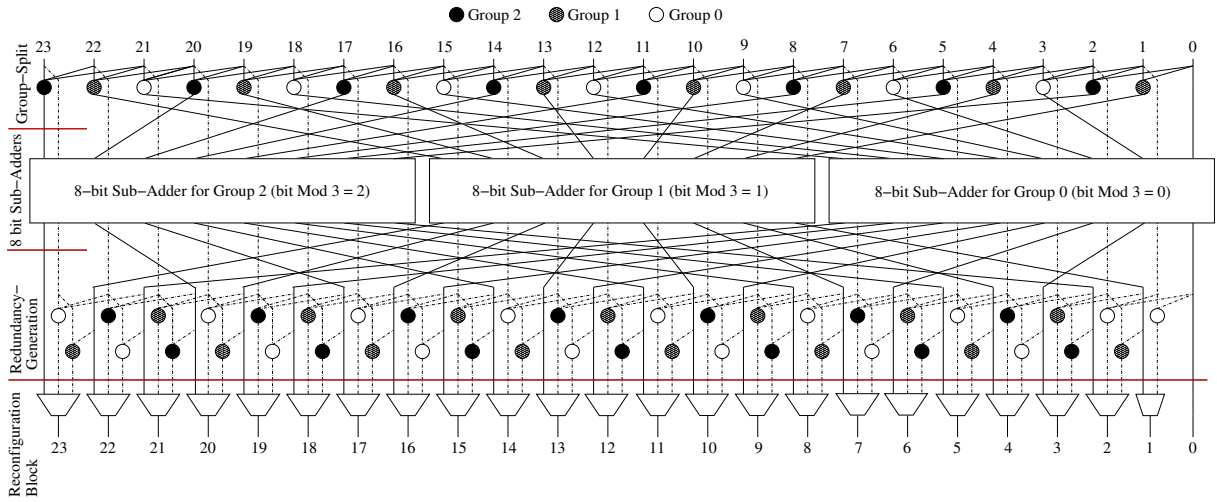 Group 2 Group 1 Group 0
23 22 21 20 19 18 17 16 15 14 13 12 11 10 9 8 7 6 5 4 3 2 1 0
Group−Split
8 bit Sub−Adders
8−bit Sub−Adder for Group 2 (bit Mod 3 = 2)
8−bit Sub−Adder for Group 1 (bit Mod 3 = 1)
8−bit Sub−Adder for Group 0 (bit Mod 3 = 0)
Redundancy−
Generation
Reconfiguration
Block
23 22 21 20 19 18 17 16 15 14 13 12 11 10 9 8 7 6 5 4 3 2 1 0